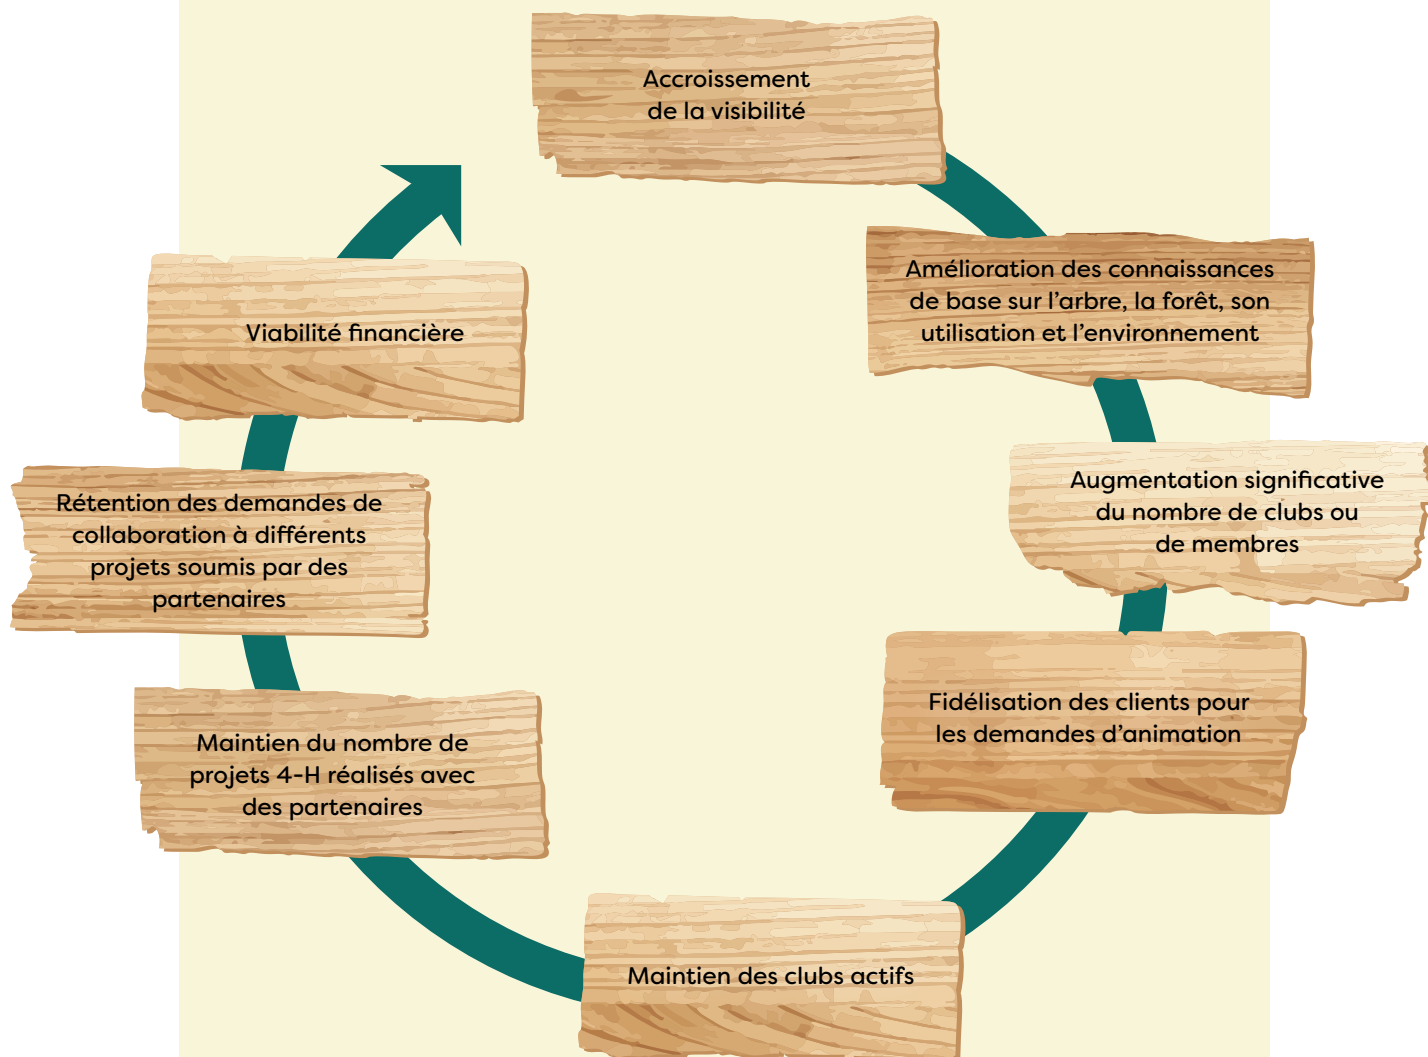 Accroissement
de la visibilité
Amélioration des connaissances
de base sur l’arbre, la forêt, son
utilisation et l’environnement
Augmentation significative
du nombre de clubs ou
de membres
Fidélisation des clients pour
les demandes d’animation
Maintien des clubs actifs
Maintien du nombre de
projets 4-H réalisés avec
des partenaires
Rétention des demandes de
collaboration à différents
projets soumis par des
partenaires
Viabilité financière